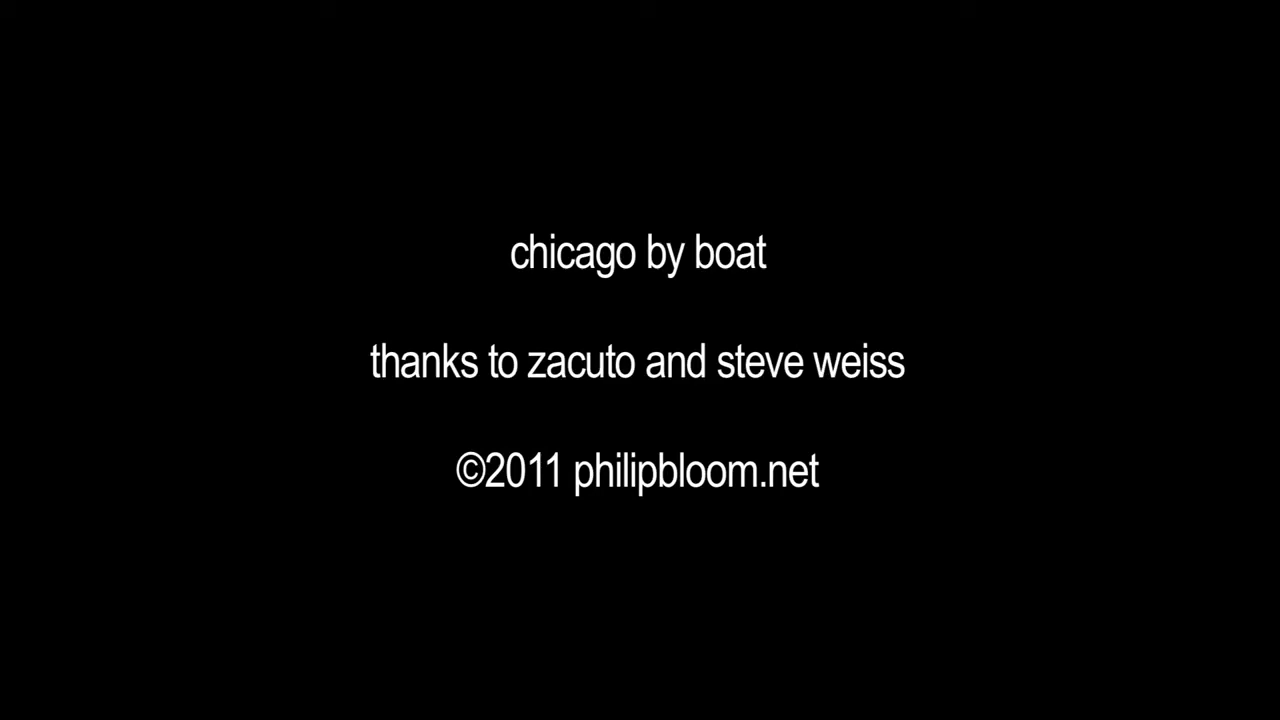 chicago by boat
thanks to zacuto and steve weiss
©2011 philipbloom.net